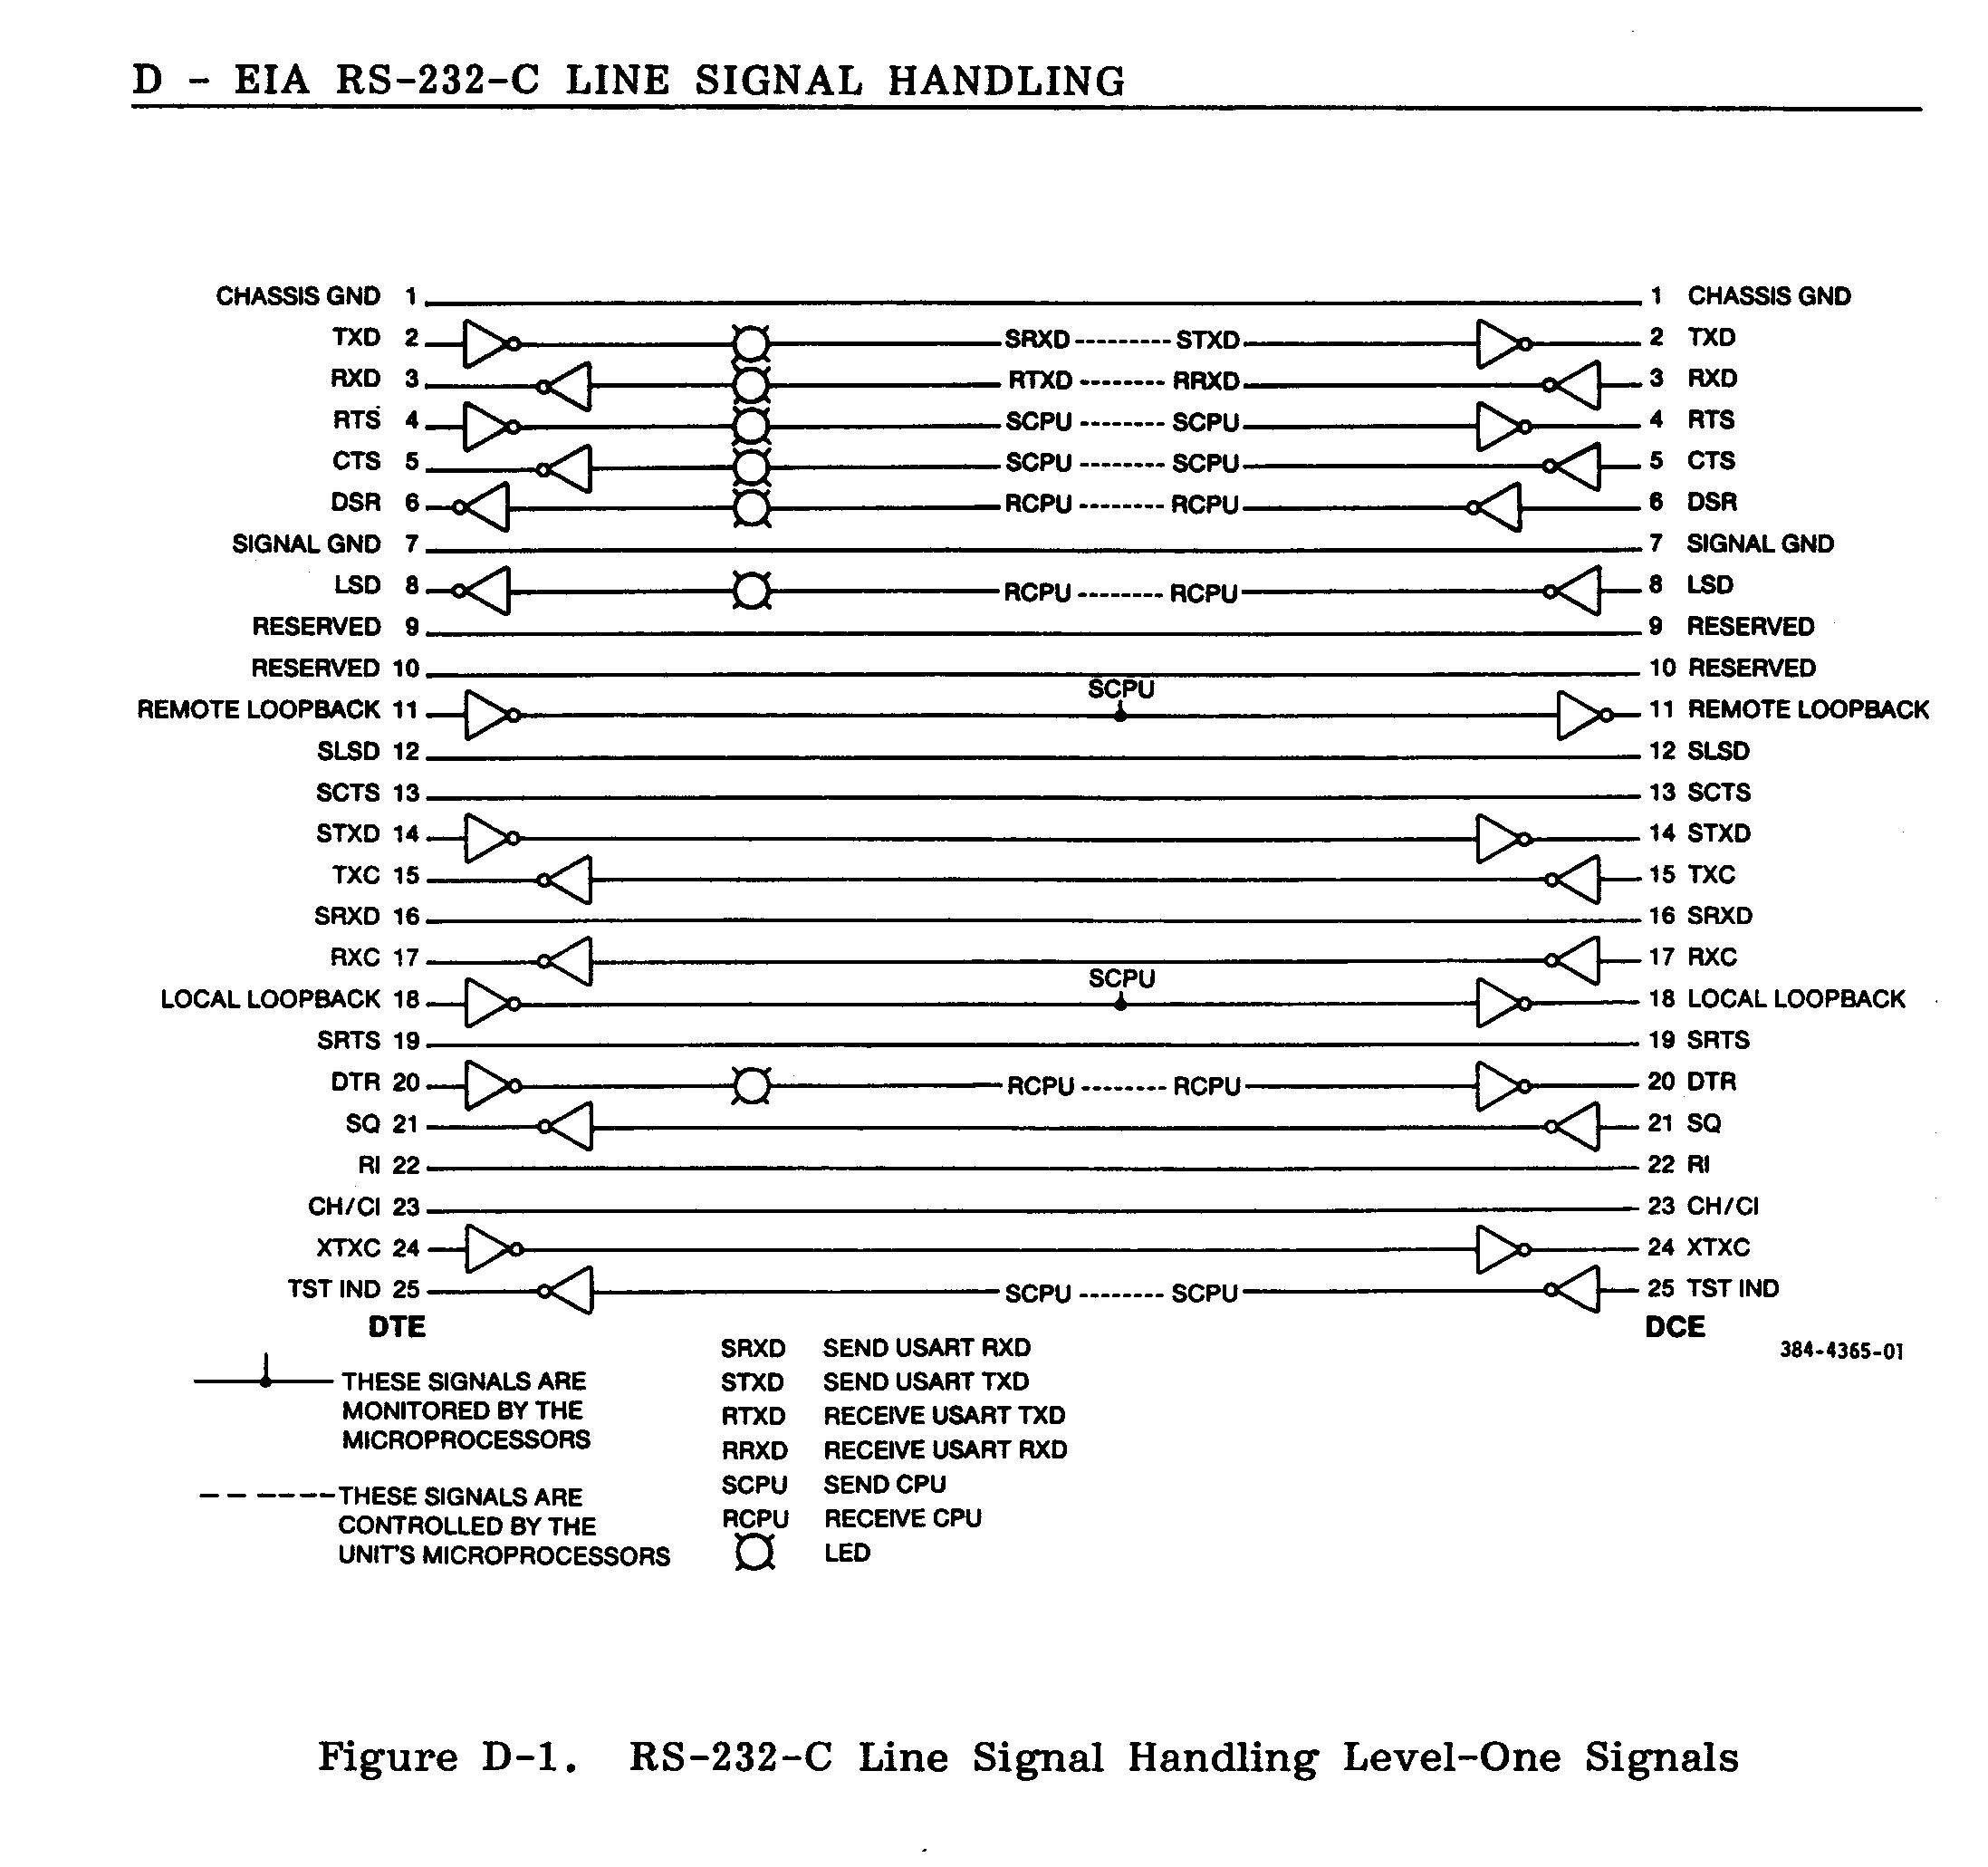 D - EIA RS-232-C LINE SIGNAL HANDLING
CHASSIS GND 1 1 CHASSIS GND
TXD 2 SRXD --------- STXD 2 TXD
RXD 3 RTXD -------- RRXD 3 RXD
RTS 4 SCPU -------- SCPU 4 RTS
CTS 5 SCPU -------- SCPU 5 CTS
DSR 6 RCPU -------- RCPU 6 DSR
SIGNAL GND 7 7 SIGNAL GND
LSD 8 RCPU -------- RCPU 8 LSD
RESERVED 9 9 RESERVED
RESERVED 10 10 RESERVED
SCPU
REMOTE LOOPBACK 11 11 REMOTE LOOPBACK
SLSD 12 12 SLSD
SCTS 13 13 SCTS
STXD 14 14 STXD
TXC 15 15 TXC
SRXD 16 16 SRXD
RXC 17 17 RXC
SCPU
LOCAL LOOPBACK 18 18 LOCAL LOOPBACK
SRTS 19 19 SRTS
DTR 20 RCPU -------- RCPU 20 DTR
SQ 21 21 SQ
RI 22 22 RI
CH/CI 23 23 CH/CI
XTXC 24 24 XTXC
TST IND 25 SCPU -------- SCPU 25 TST IND
DTE DCE
384-4365-01
THESE SIGNALS ARE
MONITORED BY THE
MICROPROCESSORS
THESE SIGNALS ARE
CONTROLLED BY THE
UNIT'S MICROPROCESSORS
SRXD SEND USART RXD
STXD SEND USART TXD
RTXD RECEIVE USART TXD
RRXD RECEIVE USART RXD
SCPU SEND CPU
RCPU RECEIVE CPU
LED
Figure D-1. RS-232-C Line Signal Handling Level-One Signals